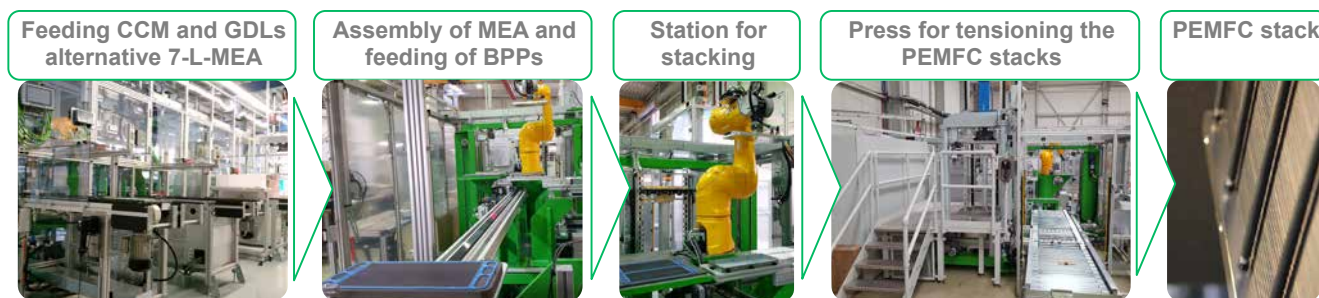 Feeding CCM and GDLs
alternative 7-L-MEA
Assembly of MEA and
feeding of BPPs
Station for
stacking
Press for tensioning the
PEMFC stacks
PEMFC stack